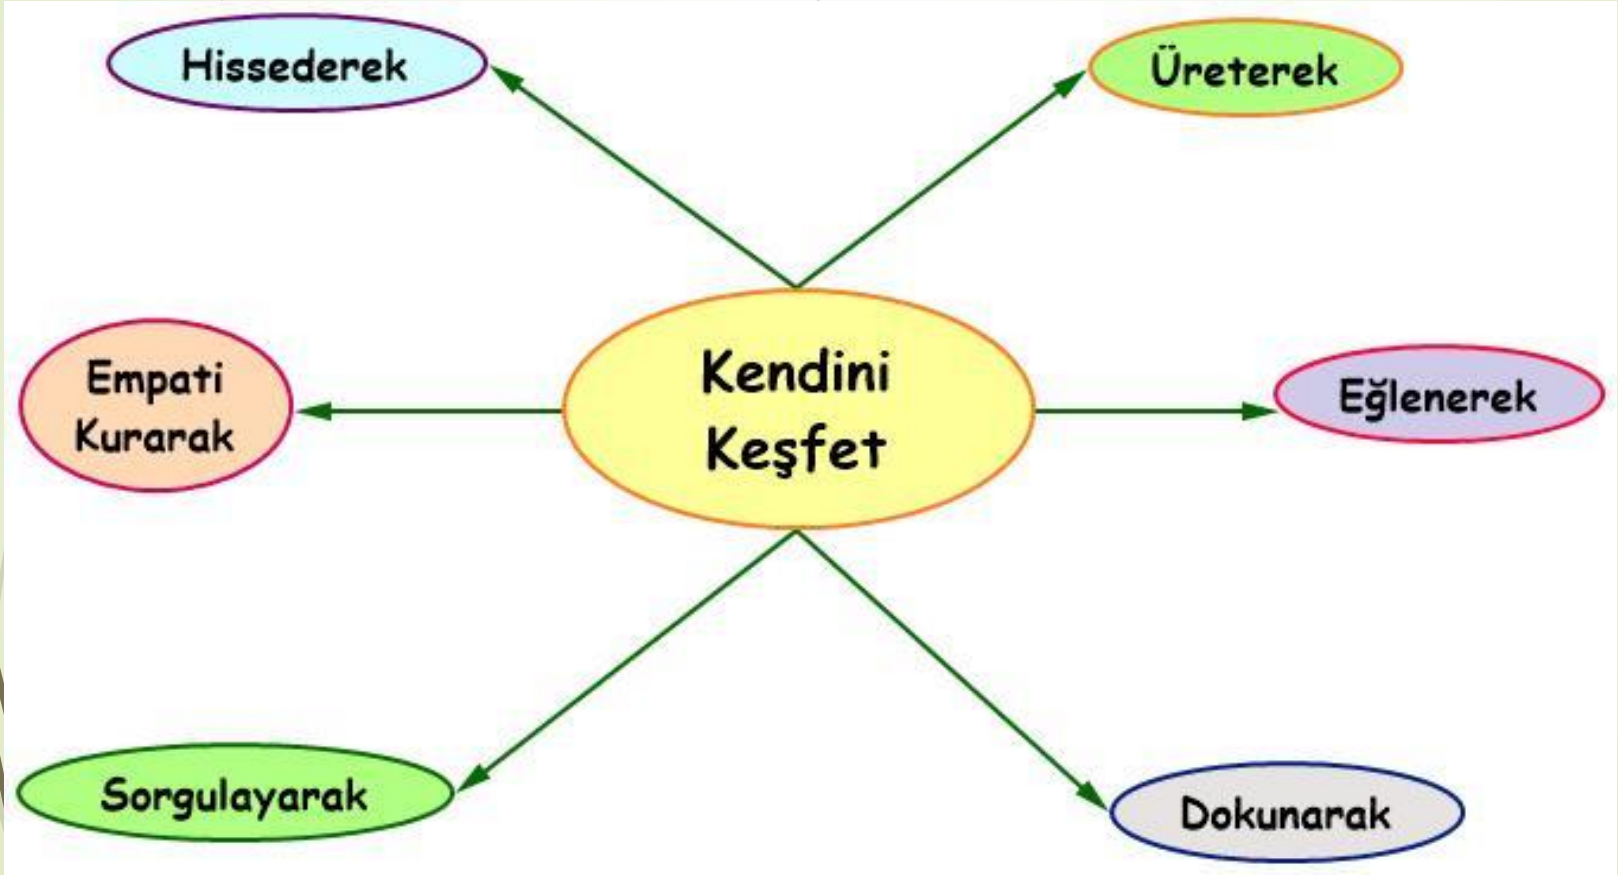 Hissederek
Üreterek
Empati
Kurarak
Kendini
Keşfet
Eğlenerek
Sorgulayarak
Dokunarak